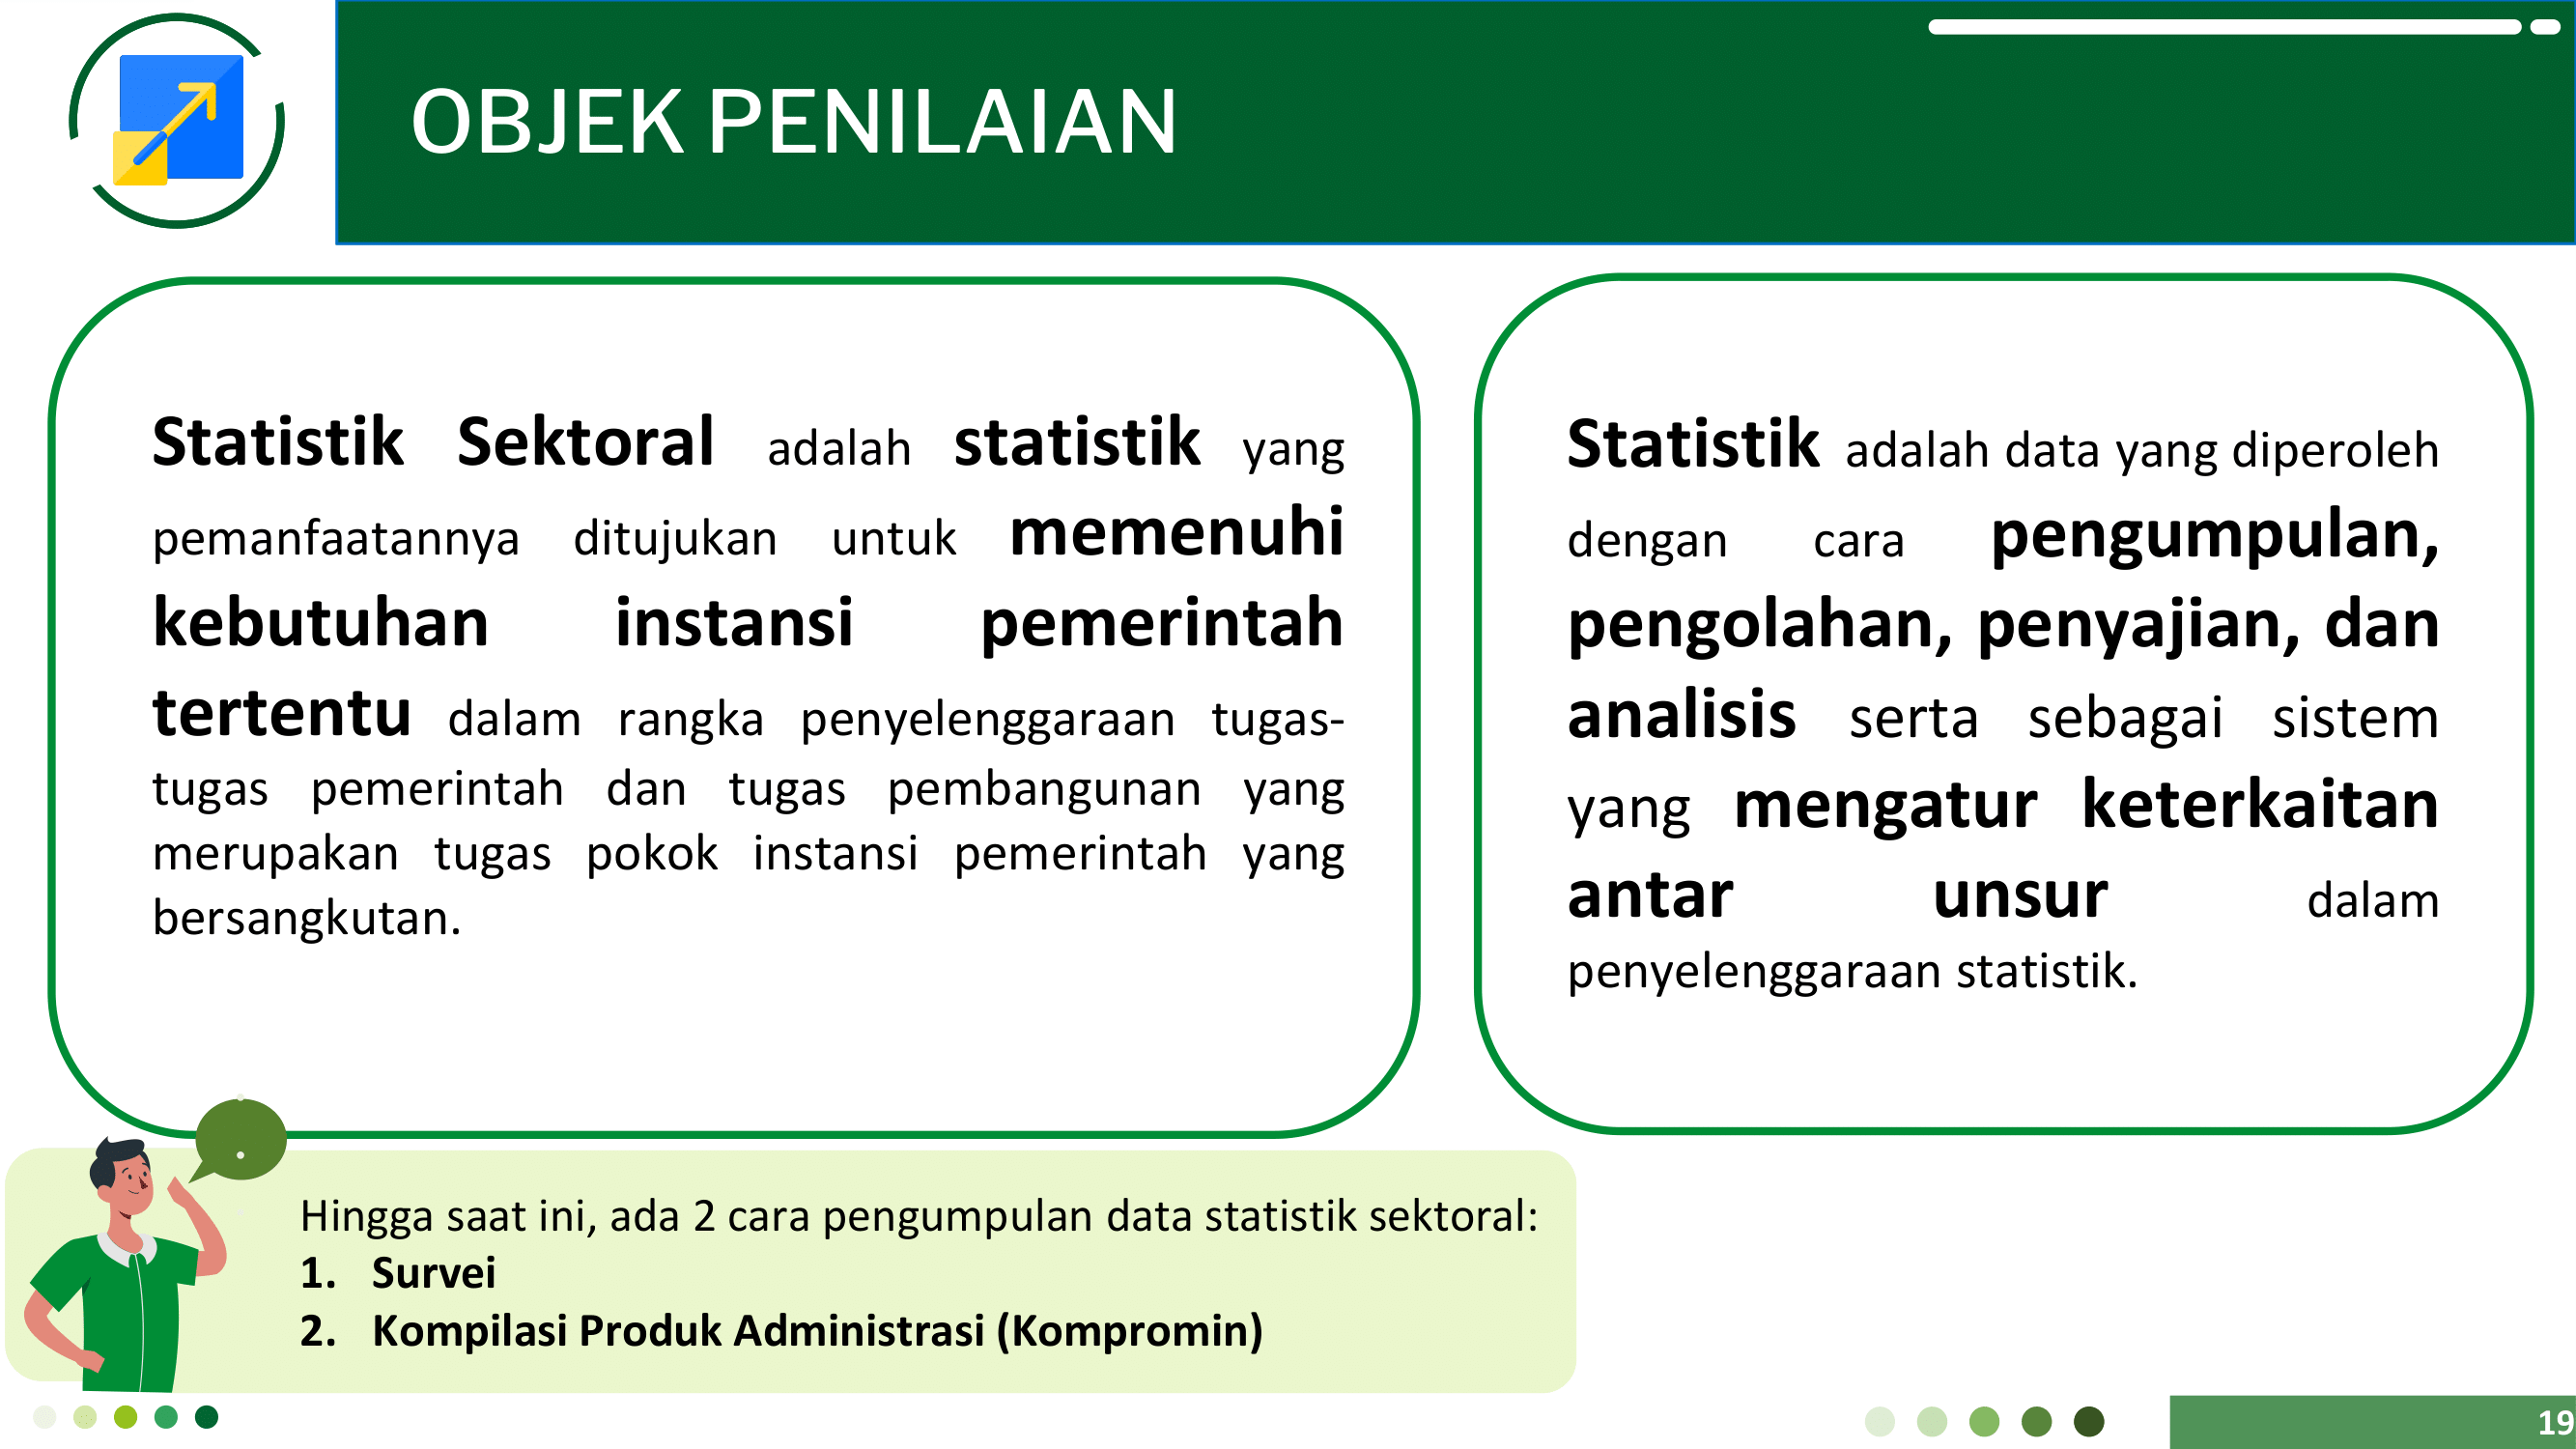 OBJEK PENILAIAN
Statistik Sektoral adalah statistik yang
pemanfaatannya ditujukan untuk memenuhi
kebutuhan instansi pemerintah
tertentu dalam rangka penyelenggaraan tugas-
tugas pemerintah dan tugas pembangunan yang
merupakan tugas pokok instansi pemerintah yang
bersangkutan.
Statistik adalah data yang diperoleh
dengan cara pengumpulan,
pengolahan, penyajian, dan
analisis serta sebagai sistem
yang mengatur keterkaitan
antar unsur dalam
penyelenggaraan statistik.
Hingga saat ini, ada 2 cara pengumpulan data statistik sektoral:
1. Survei
2. Kompilasi Produk Administrasi (Kompromin)
19